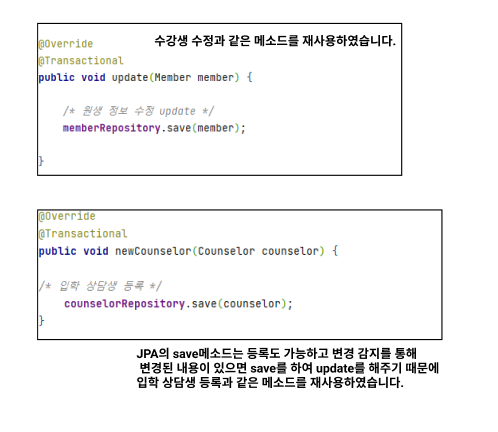 @Override
수강생 수정과 같은 메소드를 재사용하였습니다.
@Transactional
public void update(Member member) {
/* 원생 정보 수정 update */
memberRepository.save(member);
}
@Override
@Transactional
public void newCounselor(Counselor counselor) {
/* 입학 상담생 등록 */
counselorRepository.save(counselor);
}
JPA의 save메소드는 등록도 가능하고 변경 감지를 통해
변경된 내용이 있으면 save를 하여 update를 해주기 때문에
입학 상담생 등록과 같은 메소드를 재사용하였습니다.